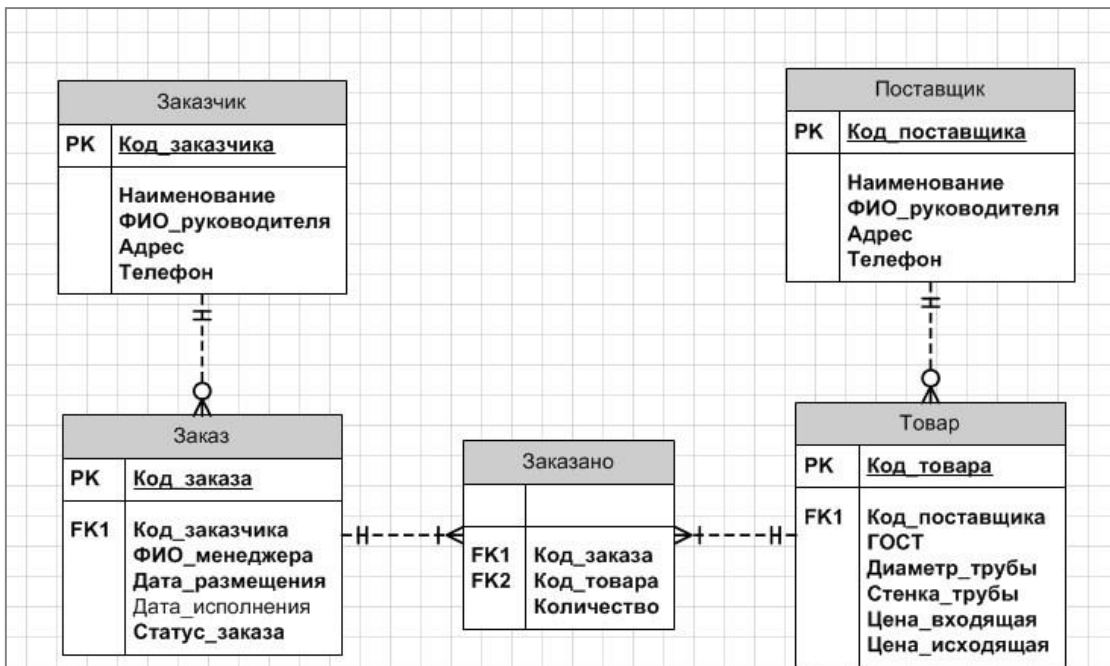 Заказчик
PK Код_заказчика
Наименование
ФИО_руководителя
Адрес
Телефон
Поставщик
PK Код_поставщика
Наименование
ФИО_руководителя
Адрес
Телефон
Заказ
PK Код_заказа
FK1 Код_заказчика
ФИО_менеджера
Дата_размещения
Дата_исполнения
Статус_заказа
Заказано
FK1 Код_заказа
FK2 Код_товара
Количество
Товар
PK Код_товара
FK1 Код_поставщика
ГОСТ
Диаметр_трубы
Стенка_трубы
Цена_входящая
Цена_исходящая